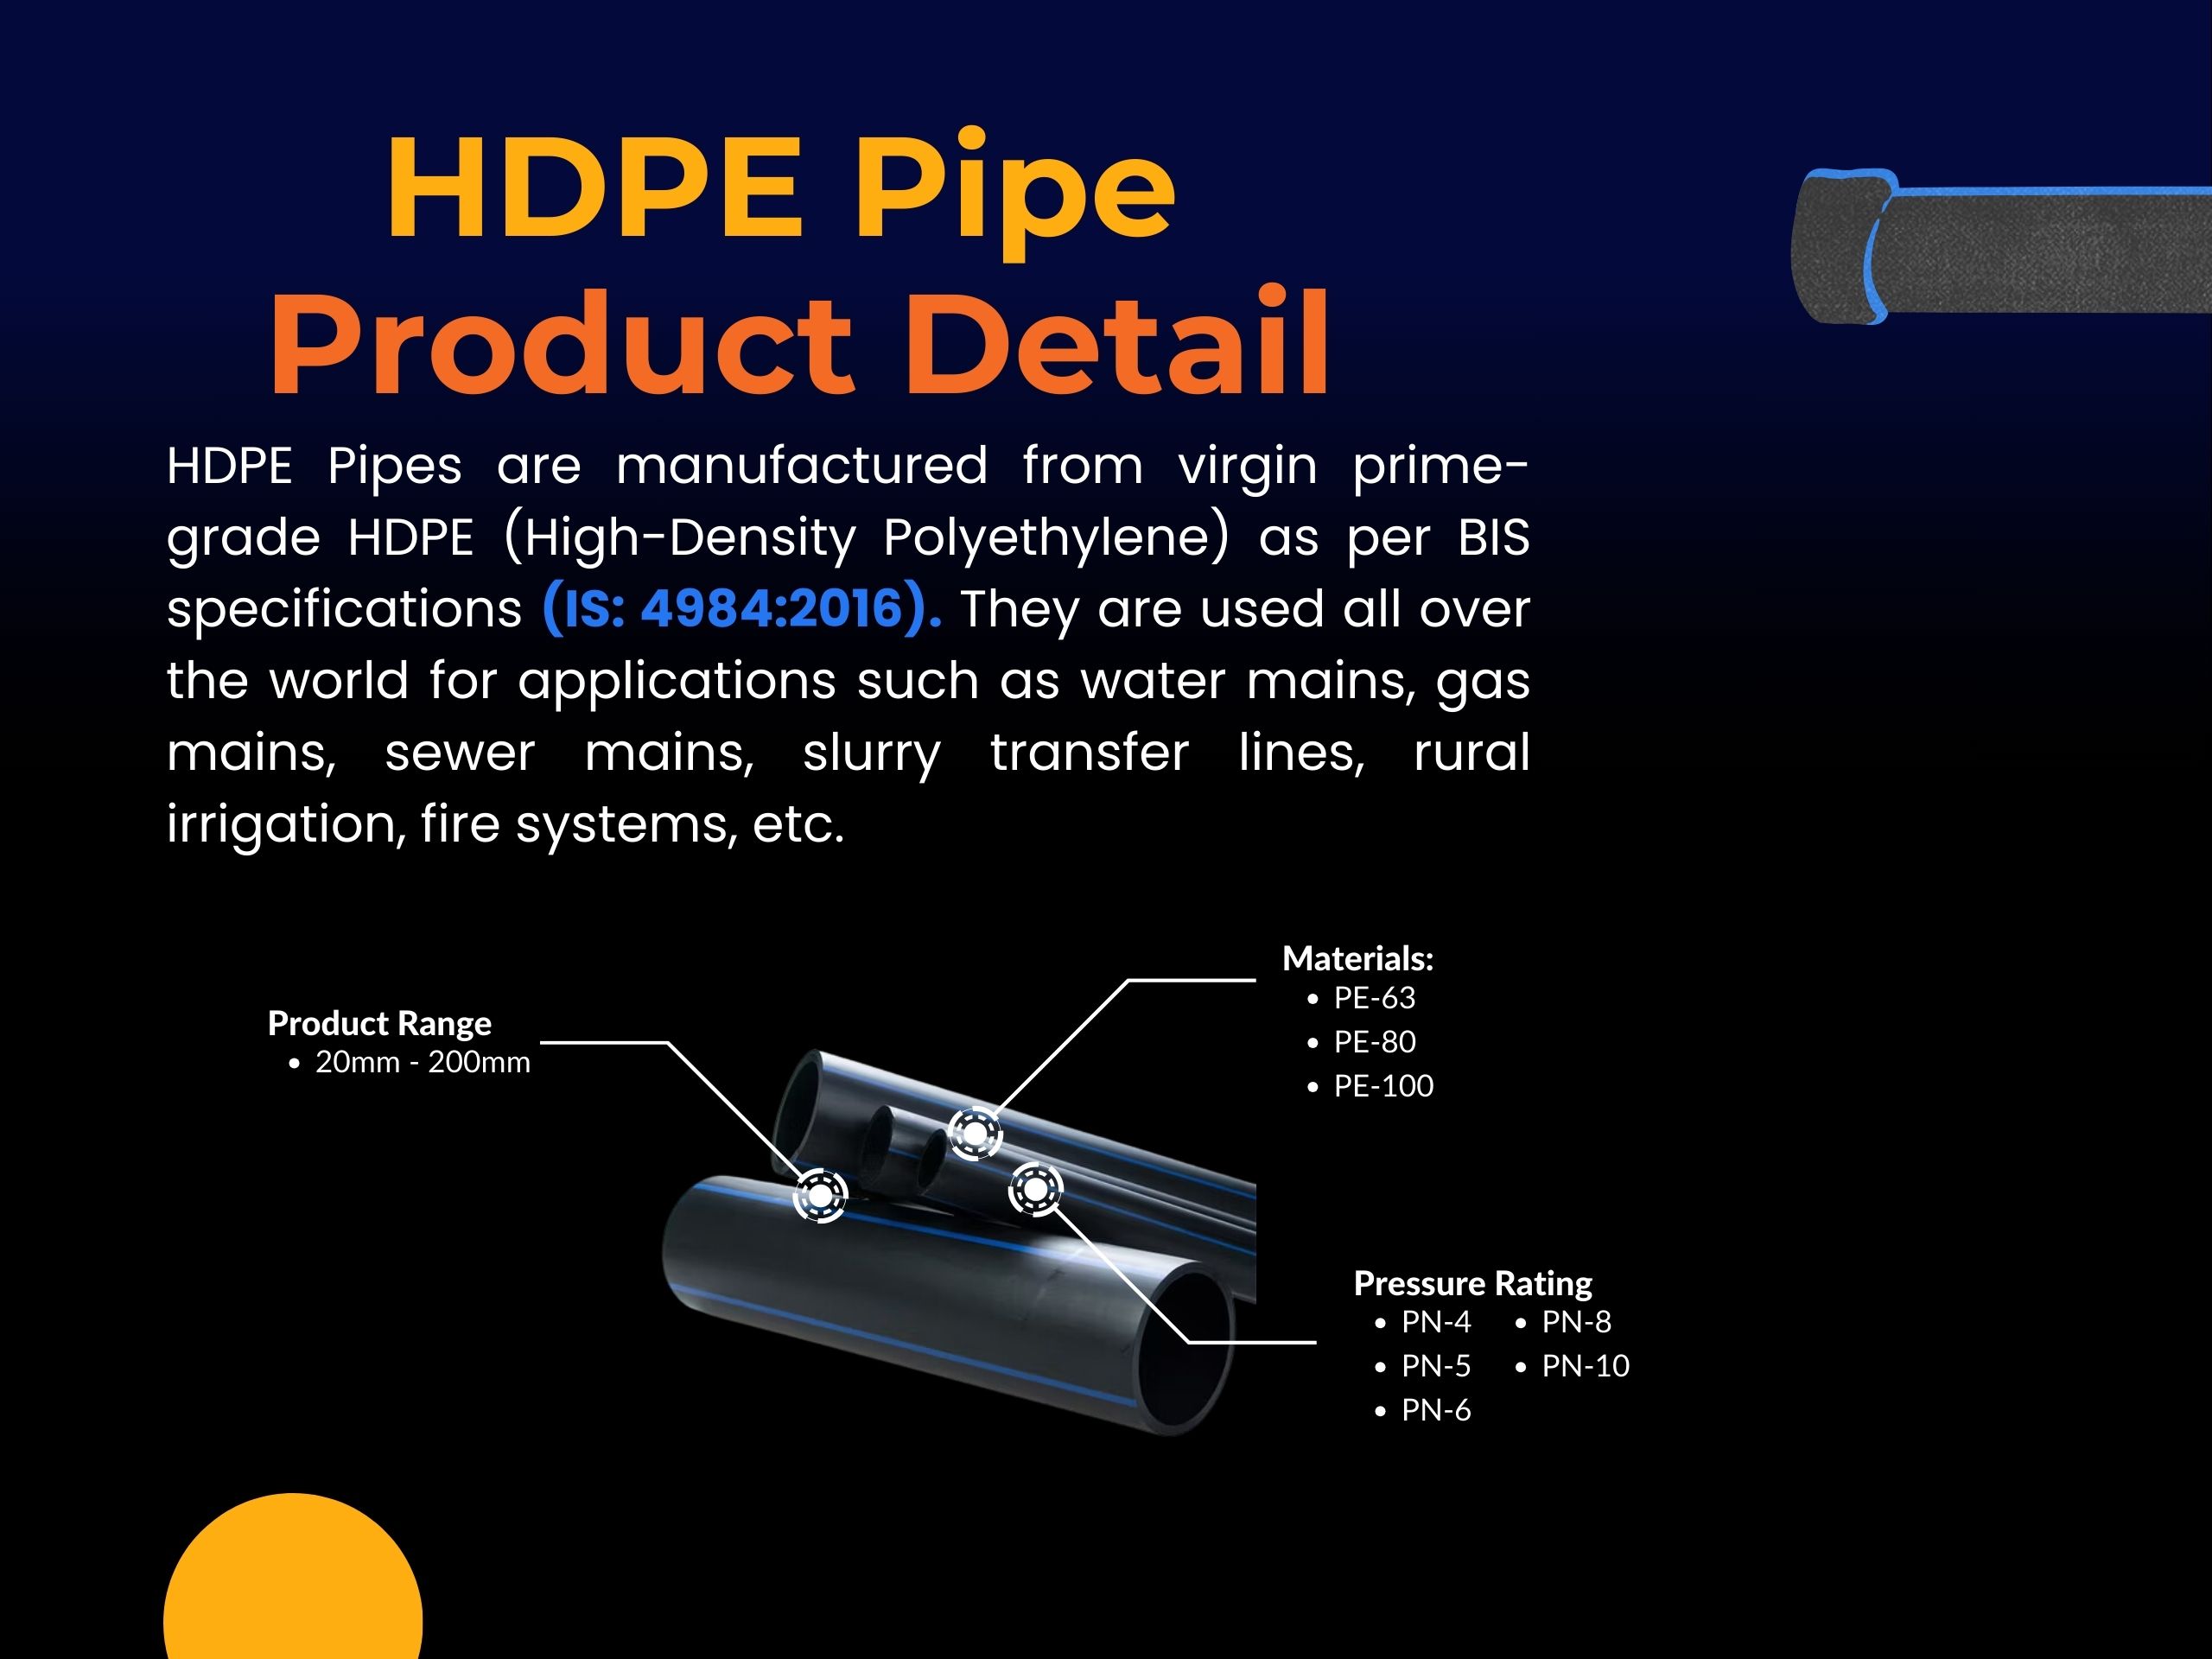 HDPE Pipe
Product Detail
HDPE Pipes are manufactured from virgin prime-
grade HDPE (High-Density Polyethylene) as per BIS
specifications (IS: 4984:2016). They are used all over
the world for applications such as water mains, gas
mains, sewer mains, slurry transfer lines, rural
irrigation, fire systems, etc.
Product Range
• 20mm - 200mm
Materials:
• PE-63
• PE-80
• PE-100
Pressure Rating
• PN-4 • PN-8
• PN-5 • PN-10
• PN-6